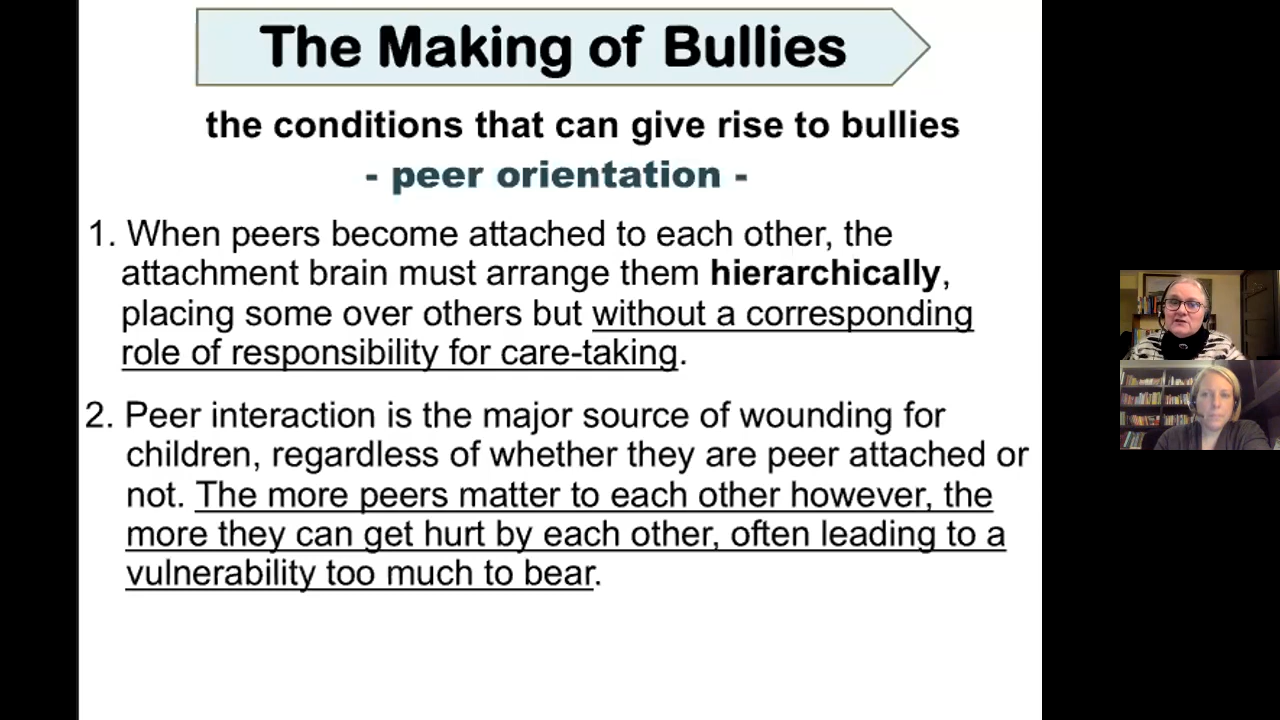 The Making of Bullies
the conditions that can give rise to bullies
- peer orientation -
1. When peers become attached to each other, the
attachment brain must arrange them hierarchically,
placing some over others but without a corresponding
role of responsibility for care-taking.
2. Peer interaction is the major source of wounding for
children, regardless of whether they are peer attached or
not. The more peers matter to each other however, the
more they can get hurt by each other, often leading to a
vulnerability too much to bear.